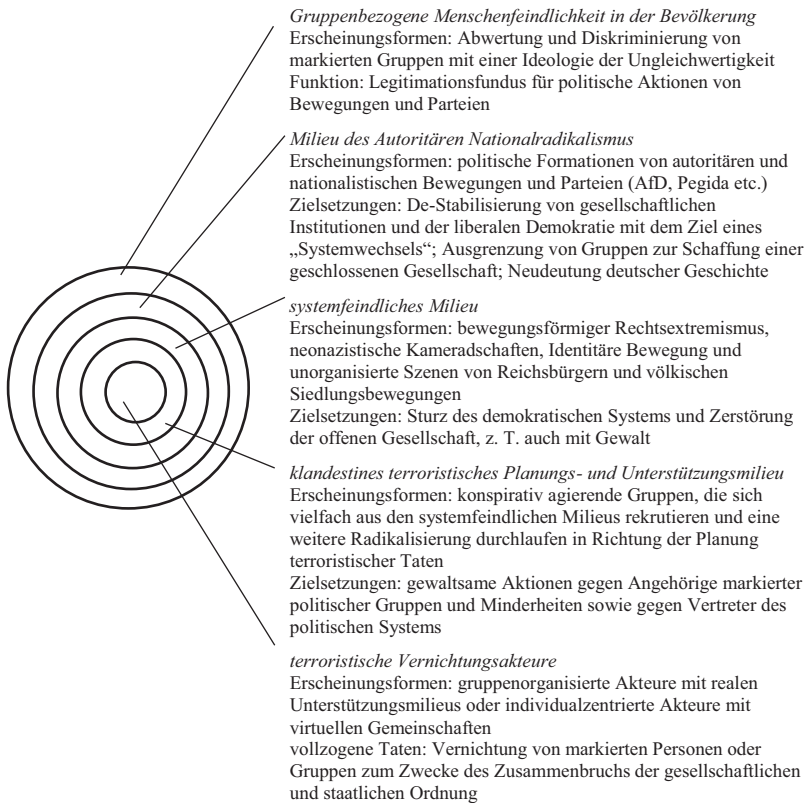 Gruppenbezogene Menschenfeindlichkeit in der Bevölkerung
Erscheinungsformen: Abwertung und Diskriminierung von
markierten Gruppen mit einer Ideologie der Ungleichwertigkeit
Funktion: Legitimationsfundus für politische Aktionen von
Bewegungen und Parteien
Milieu des Autoritären Nationalradikalismus
Erscheinungsformen: politische Formationen von autoritären und
nationalistischen Bewegungen und Parteien (AfD, Pegida etc.)
Zielsetzungen: De-Stabilisierung von gesellschaftlichen
Institutionen und der liberalen Demokratie mit dem Ziel eines
„Systemwechsels“; Ausgrenzung von Gruppen zur Schaffung einer
geschlossenen Gesellschaft; Neudeutung deutscher Geschichte
systemfeindliches Milieu
Erscheinungsformen: bewegungsförmiger Rechtsextremismus,
neonazistische Kameradschaften, Identitäre Bewegung und
unorganisierte Szenen von Reichsbürgern und völkischen
Siedlungsbewegungen
Zielsetzungen: Sturz des demokratischen Systems und Zerstörung
der offenen Gesellschaft, z. T. auch mit Gewalt
klandestines terroristisches Planungs- und Unterstützungsmilieu
Erscheinungsformen: konspirativ agierende Gruppen, die sich
vielfach aus den systemfeindlichen Milieus rekrutieren und eine
weitere Radikalisierung durchlaufen in Richtung der Planung
terroristischer Taten
Zielsetzungen: gewaltsame Aktionen gegen Angehörige markierter
politischer Gruppen und Minderheiten sowie gegen Vertreter des
politischen Systems
terroristische Vernichtungsakteure
Erscheinungsformen: gruppenorganisierte Akteure mit realen
Unterstützungsmilieus oder individualzentrierte Akteure mit
virtuellen Gemeinschaften
vollzogene Taten: Vernichtung von markierten Personen oder
Gruppen zum Zwecke des Zusammenbruchs der gesellschaftlichen
und staatlichen Ordnung